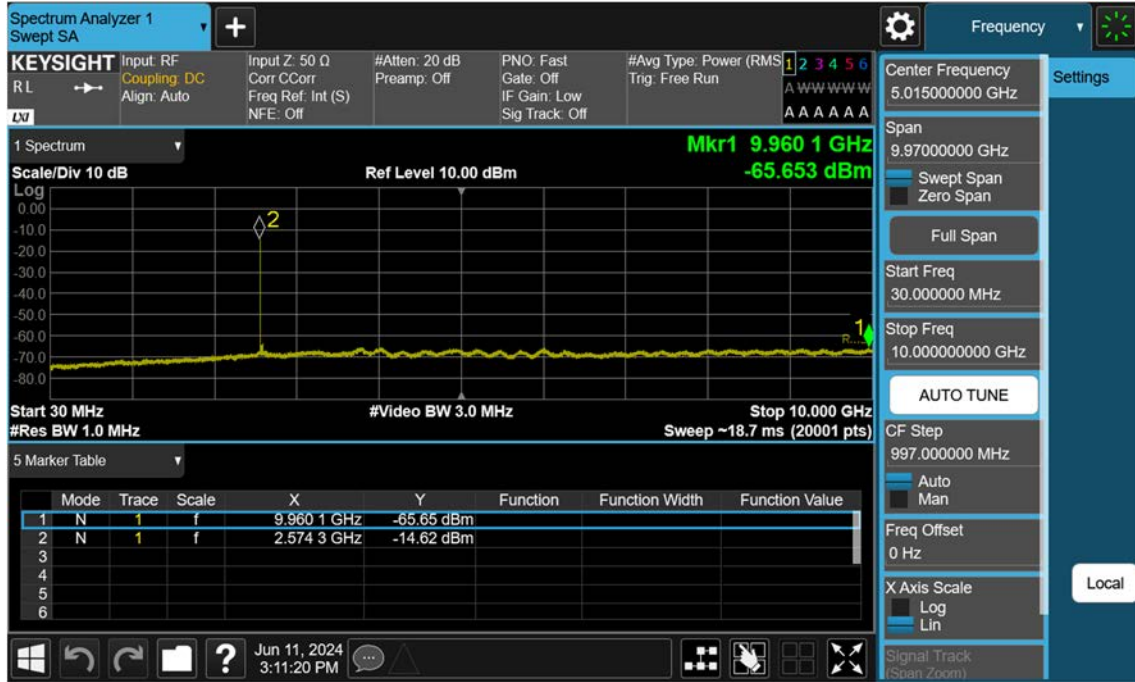 Spectrum Analyzer 1
Swept SA
Frequency
KEYSIGHT
Input: RF
Input Z: 50 Ω
#Atten: 20 dB
PNO: Fast
#Avg Type: Power (RMS
1 2 3 4 5 6
R L
Coupling: DC
Corr CCorr
Preamp: Off
Gate: Off
Trig: Free Run
Align: Auto
Freq Ref: Int (S)
IF Gain: Low
A W W W W W
LXI
NFE: Off
Sig Track: Off
A A A A A A
1 Spectrum
Mkr1 9.960 1 GHz
Scale/Div 10 dB
Ref Level 10.00 dBm
-65.653 dBm
Log
0.00
-10.0
-20.0
-30.0
-40.0
-50.0
-60.0
-70.0
-80.0
2
1
Start 30 MHz
#Video BW 3.0 MHz
Stop 10.000 GHz
#Res BW 1.0 MHz
Sweep ~18.7 ms (20001 pts)
5 Marker Table
Mode Trace Scale X Y Function Function Width Function Value
1 N 1 f 9.960 1 GHz -65.65 dBm
2 N 1 f 2.574 3 GHz -14.62 dBm
3
4
5
6
Jun 11, 2024
3:11:20 PM
Center Frequency
5.015000000 GHz
Settings
Span
9.97000000 GHz
Swept Span
Zero Span
Full Span
Start Freq
30.000000 MHz
Stop Freq
10.000000000 GHz
AUTO TUNE
CF Step
997.000000 MHz
Auto
Man
Freq Offset
0 Hz
X Axis Scale
Log
Lin
Local
Signal Track
(Span Zoom)